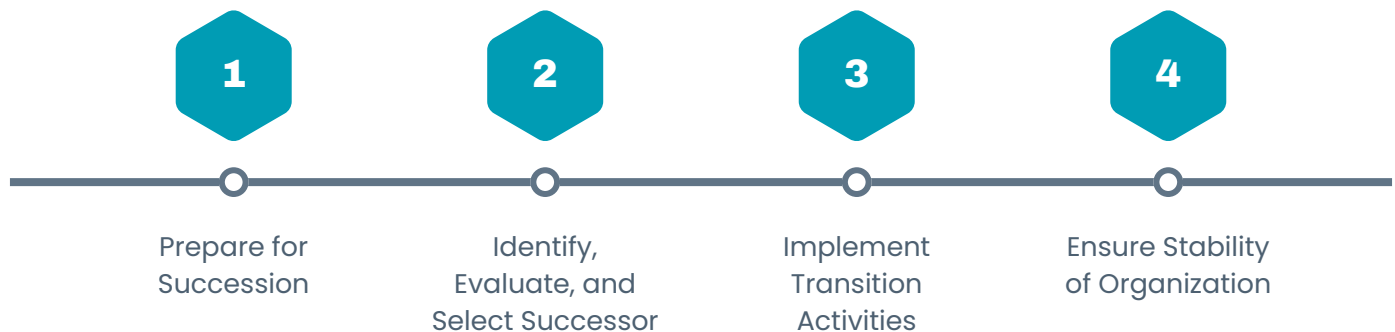 1
2
3
4
Prepare for
Succession
Identify,
Evaluate, and
Select Successor
Implement
Transition
Activities
Ensure Stability
of Organization